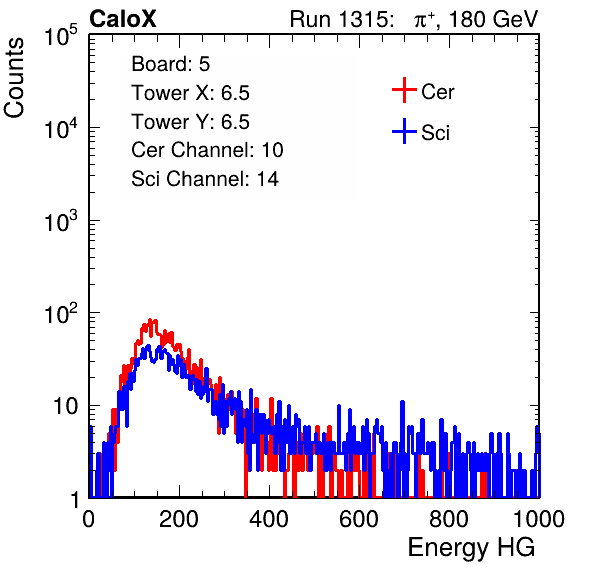 CaloX Run 1315: π⁺, 180 GeV
Counts
10⁵
10⁴
10³
10²
10
1
Board: 5
Tower X: 6.5
Tower Y: 6.5
Cer Channel: 10
Sci Channel: 14
Cer
Sci
0 200 400 600 800 1000
Energy HG